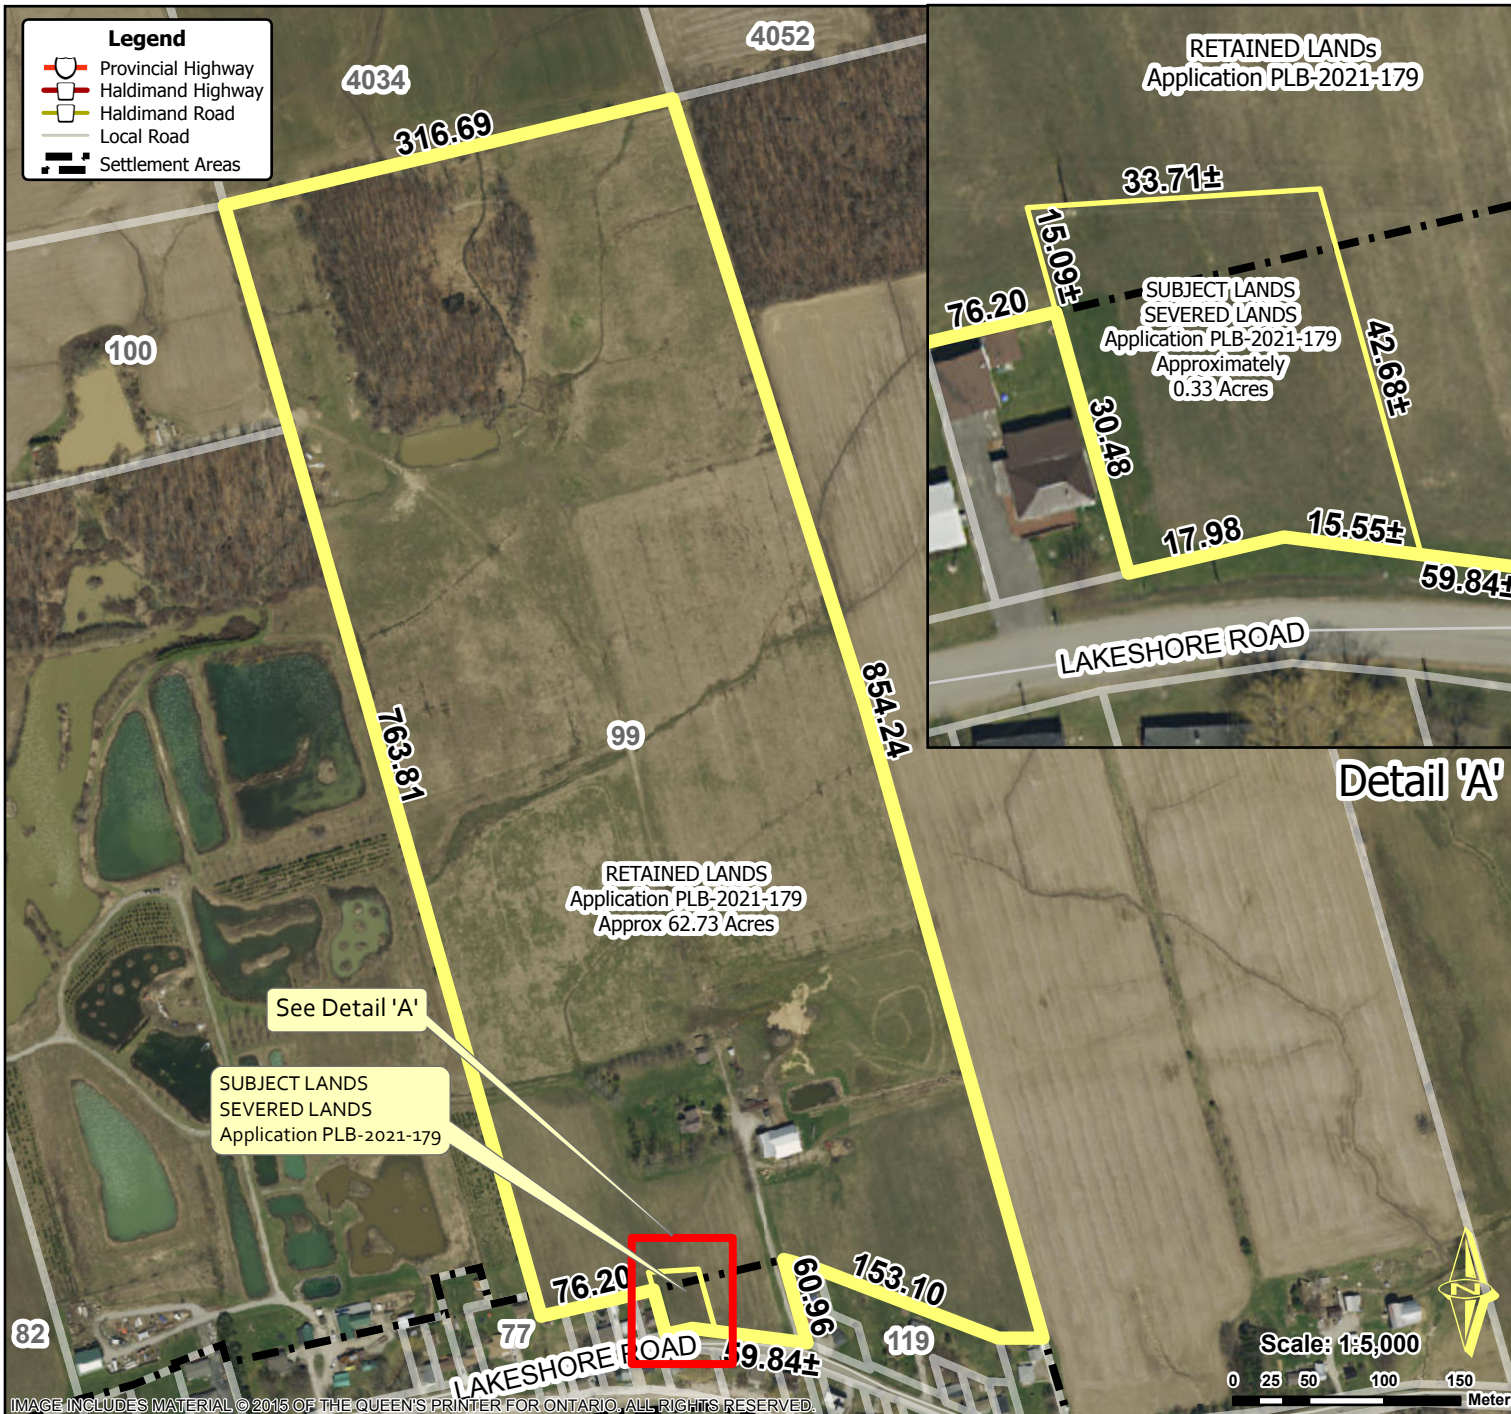 Legend
Provincial Highway
Haldimand Highway
Haldimand Road
Local Road
Settlement Areas
4034
4052
316.69
100
763.81
854.24
99
RETAINED LANDS
Application PLB-2021-179
Approx 62.73 Acres
See Detail 'A'
SUBJECT LANDS
SEVERED LANDS
Application PLB-2021-179
76.20
60.96
153.10
59.84±
82
77
119
LAKESHORE ROAD
RETAINED LANDs
Application PLB-2021-179
33.71±
15.09±
76.20
SUBJECT LANDS
SEVERED LANDS
Application PLB-2021-179
Approximately
0.33 Acres
42.68±
30.48
17.98
15.55±
59.84±
LAKESHORE ROAD
Detail 'A'
N
Scale: 1:5,000
0 25 50 100 150
Meter
IMAGE INCLUDES MATERIAL © 2015 OF THE QUEEN'S PRINTER FOR ONTARIO. ALL RIGHTS RESERVED.